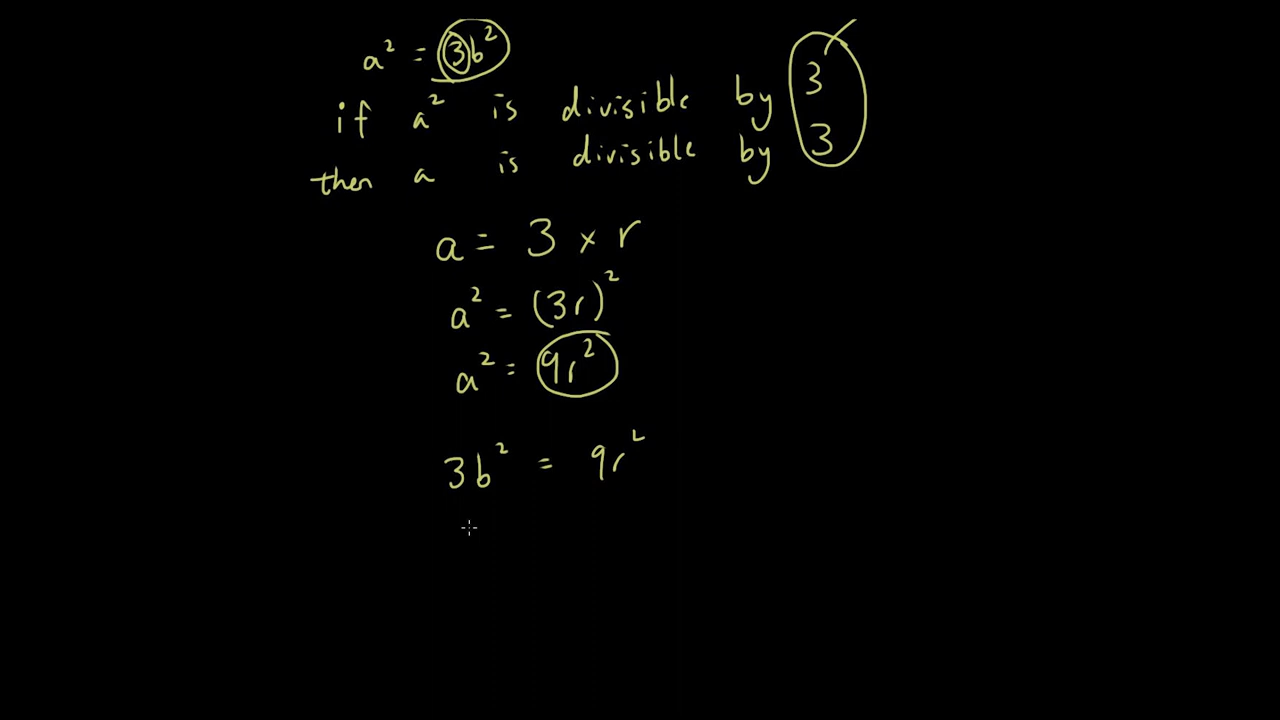 a² = 3b²
if a² is divisible by 3
then a is divisible by 3
a = 3 × r
a² = (3r)²
a² = 9r²
3b² = 9r²